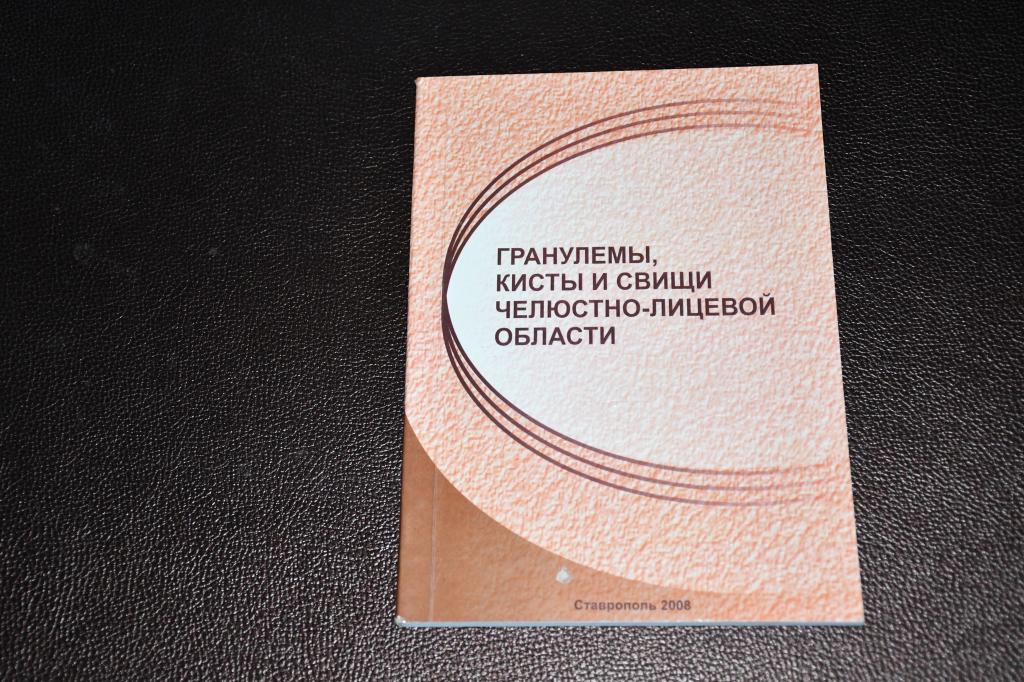 ГРАНУЛЕМЫ,
КИСТЫ И СВИЩИ
ЧЕЛЮСТНО-ЛИЦЕВОЙ
ОБЛАСТИ
Ставрополь 2008